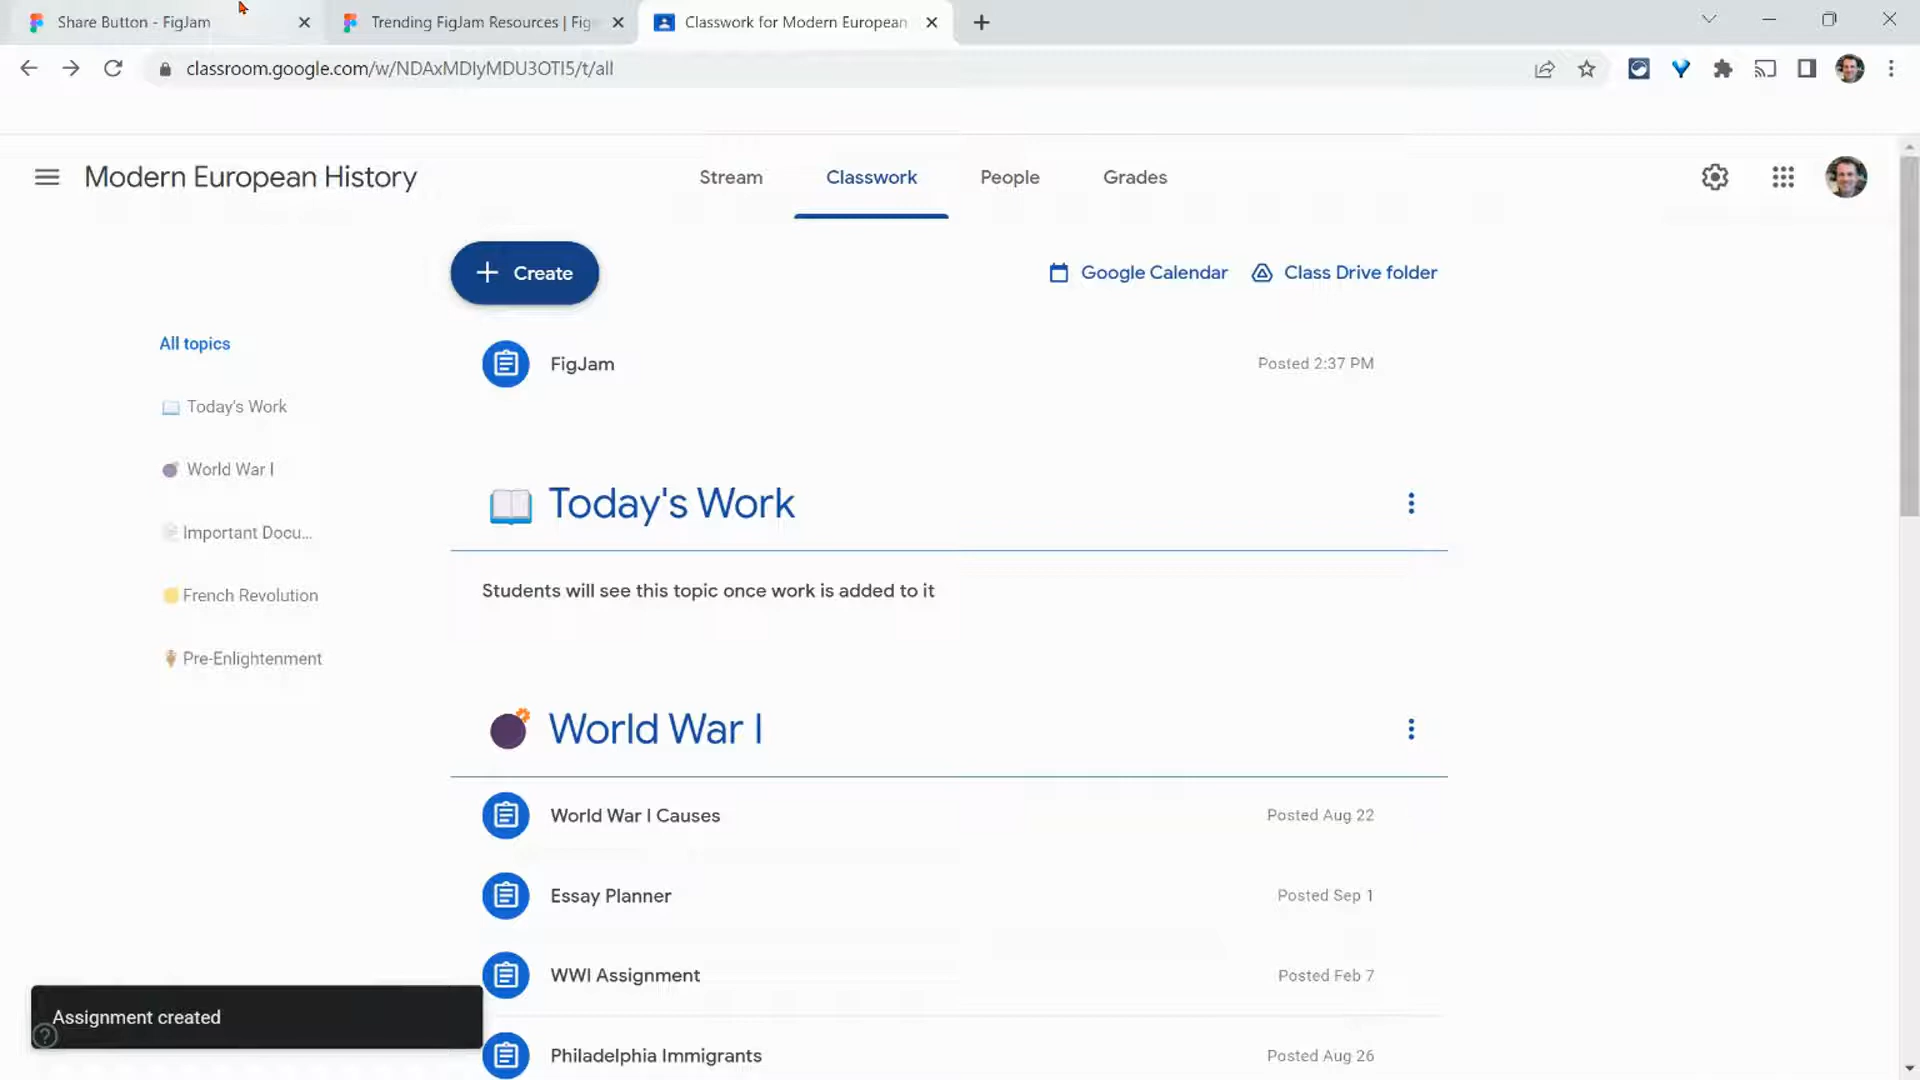 Share Button - FigJam
Trending FigJam Resources | Fig
Classwork for Modern European
classroom.google.com/w/NDAxMDIyMDU3OTI5/t/all
Modern European History
Stream
Classwork
People
Grades
Create
Google Calendar
Class Drive folder
All topics
FigJam
Posted 2:37 PM
Today's Work
World War I
Important Docu...
French Revolution
Pre-Enlightenment
Today's Work
Students will see this topic once work is added to it
World War I
World War I Causes
Posted Aug 22
Essay Planner
Posted Sep 1
WWI Assignment
Posted Feb 7
Assignment created
Philadelphia Immigrants
Posted Aug 26